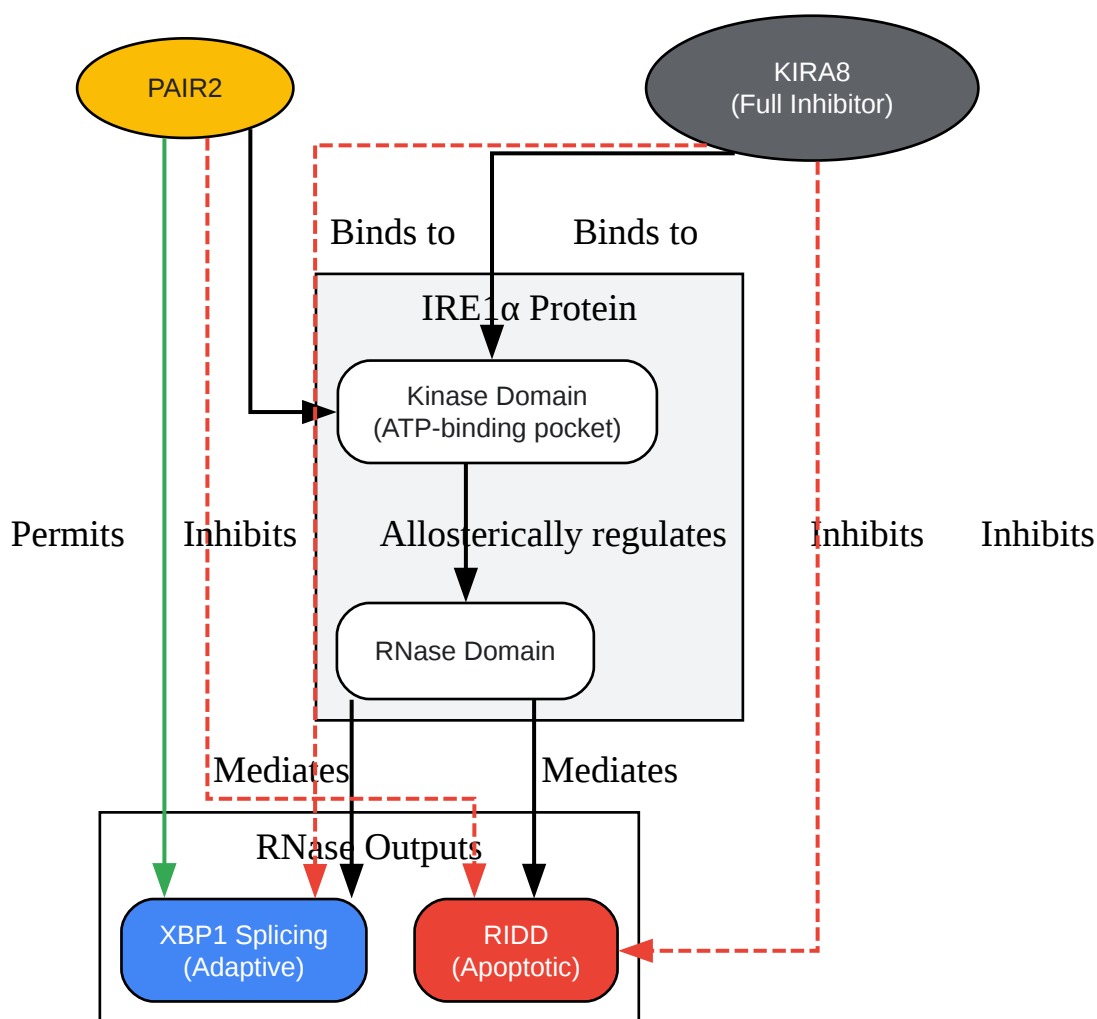 PAIR2
KIRA8
(Full Inhibitor)
Binds to
Binds to
IRE1α Protein
Kinase Domain
(ATP-binding pocket)
Permits
Inhibits
Allosterically regulates
Inhibits
Inhibits
RNase Domain
Mediates
Mediates
RNase Outputs
XBP1 Splicing
(Adaptive)
RIDD
(Apoptotic)